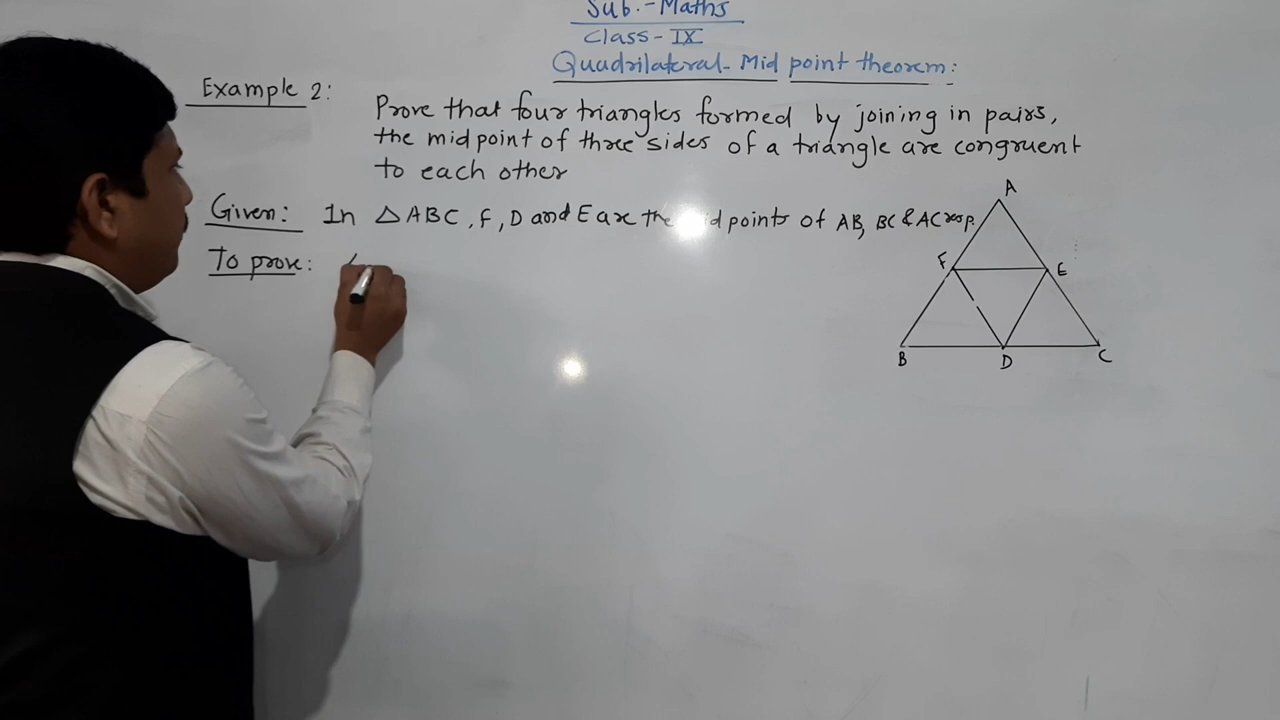 Sub.-Maths
Class-IX
Quadrilateral-Mid point theorem:
Example 2:
Prove that four triangles formed by joining in pairs,
the mid point of three sides of a triangle are congruent
to each other
Given: In △ABC, F, D and E are the points of AB, BC & AC resp.
To prove:
A
F
E
B
D
C